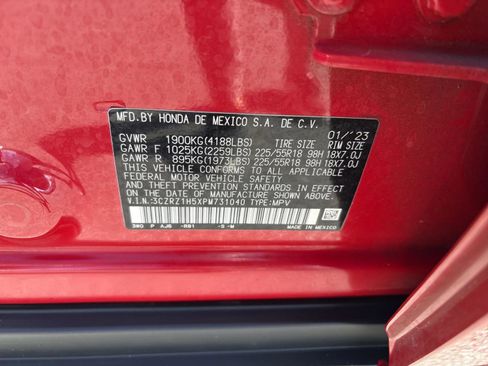 MFD.BY HONDA DE MEXICO S.A. DE C.V. 01/'23
GVWR 1900KG(4188LBS) TIRE SIZE RIM SIZE
GAWR F 1025KG(2259LBS) 225/55R18 98H 18X7.0J
GAWR R 895KG(1973LBS) 225/55R18 98H 18X7.0J
THIS VEHICLE CONFORMS TO ALL APPLICABLE
FEDERAL MOTOR VEHICLE SAFETY
STANDARDS IN EFFECT ON THE DATE OF
MANUFACTURE SHOWN ABOVE.
V.I.N.:3CZRZ1H5XPM731040 TYPE:MPV
3W0 P AJ6 -R81 -S -M
MADE IN MEXICO